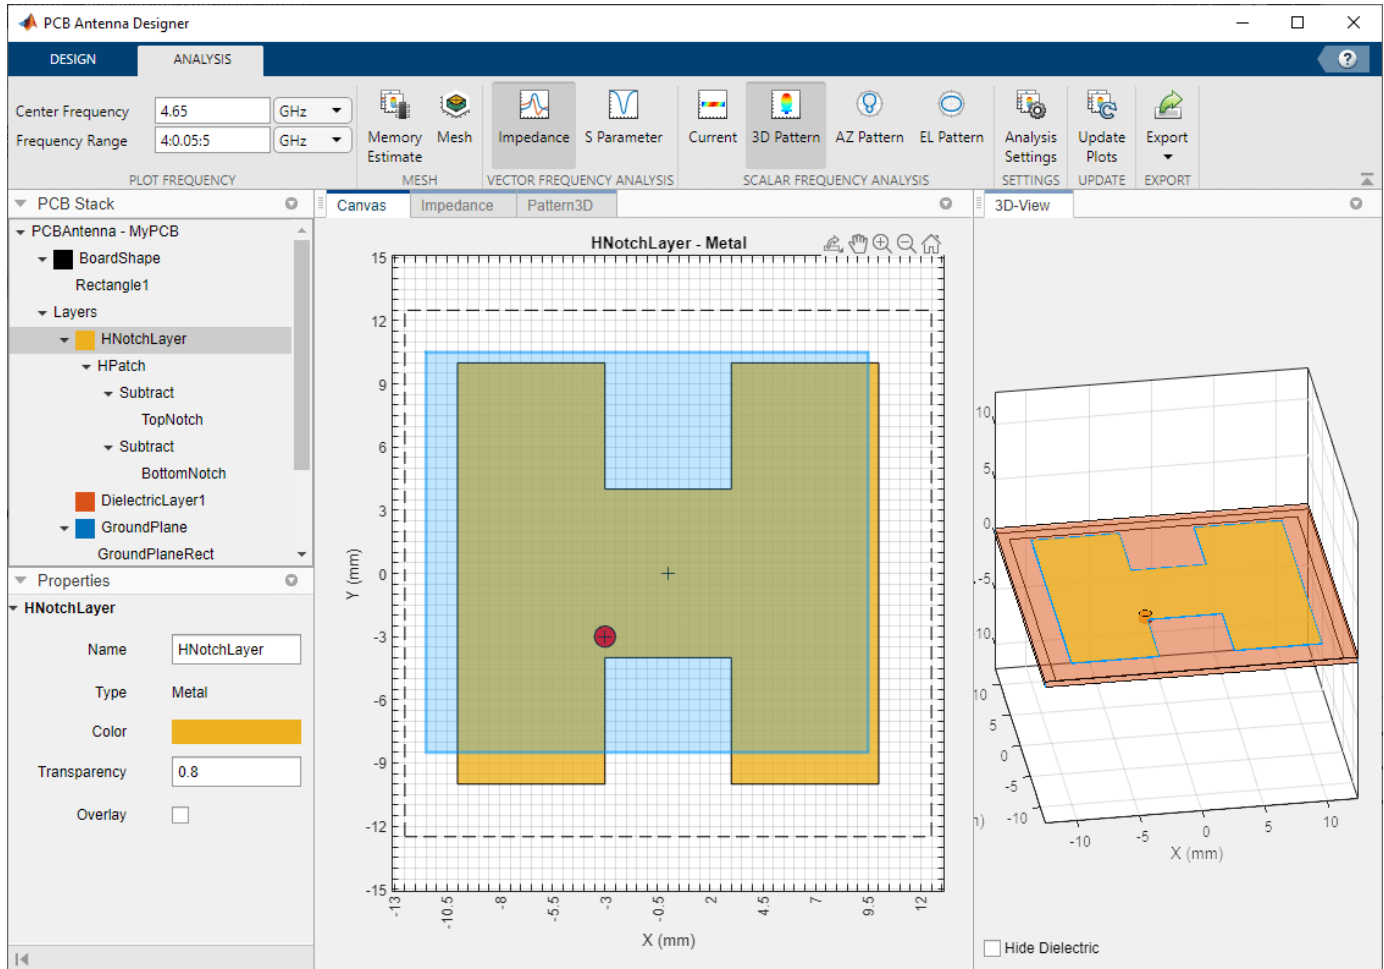 PCB Antenna Designer
DESIGN
ANALYSIS
?
Center Frequency
4.65
GHz
Frequency Range
4:0.05:5
GHz
Memory Estimate
Mesh
Impedance
S Parameter
Current
3D Pattern
AZ Pattern
EL Pattern
Analysis Settings
Update Plots
Export
PLOT FREQUENCY
MESH
VECTOR FREQUENCY ANALYSIS
SCALAR FREQUENCY ANALYSIS
SETTINGS
UPDATE
EXPORT
PCB Stack
PCBAntenna - MyPCB
BoardShape
Rectangle1
Layers
HNotchLayer
HPatch
Subtract
TopNotch
Subtract
BottomNotch
DielectricLayer1
GroundPlane
GroundPlaneRect
Properties
HNotchLayer
Name
HNotchLayer
Type
Metal
Color
Transparency
0.8
Overlay
Canvas
Impedance
Pattern3D
HNotchLayer - Metal
15
12
9
6
3
0
-3
-6
-9
-12
-15
Y (mm)
-13
-10.5
-8
-5.5
-3
-0.5
2
4.5
7
9.5
12
X (mm)
3D-View
10
5
0
-5
10
10
5
0
-5
-10
-10
-5
0
5
10
X (mm)
Hide Dielectric